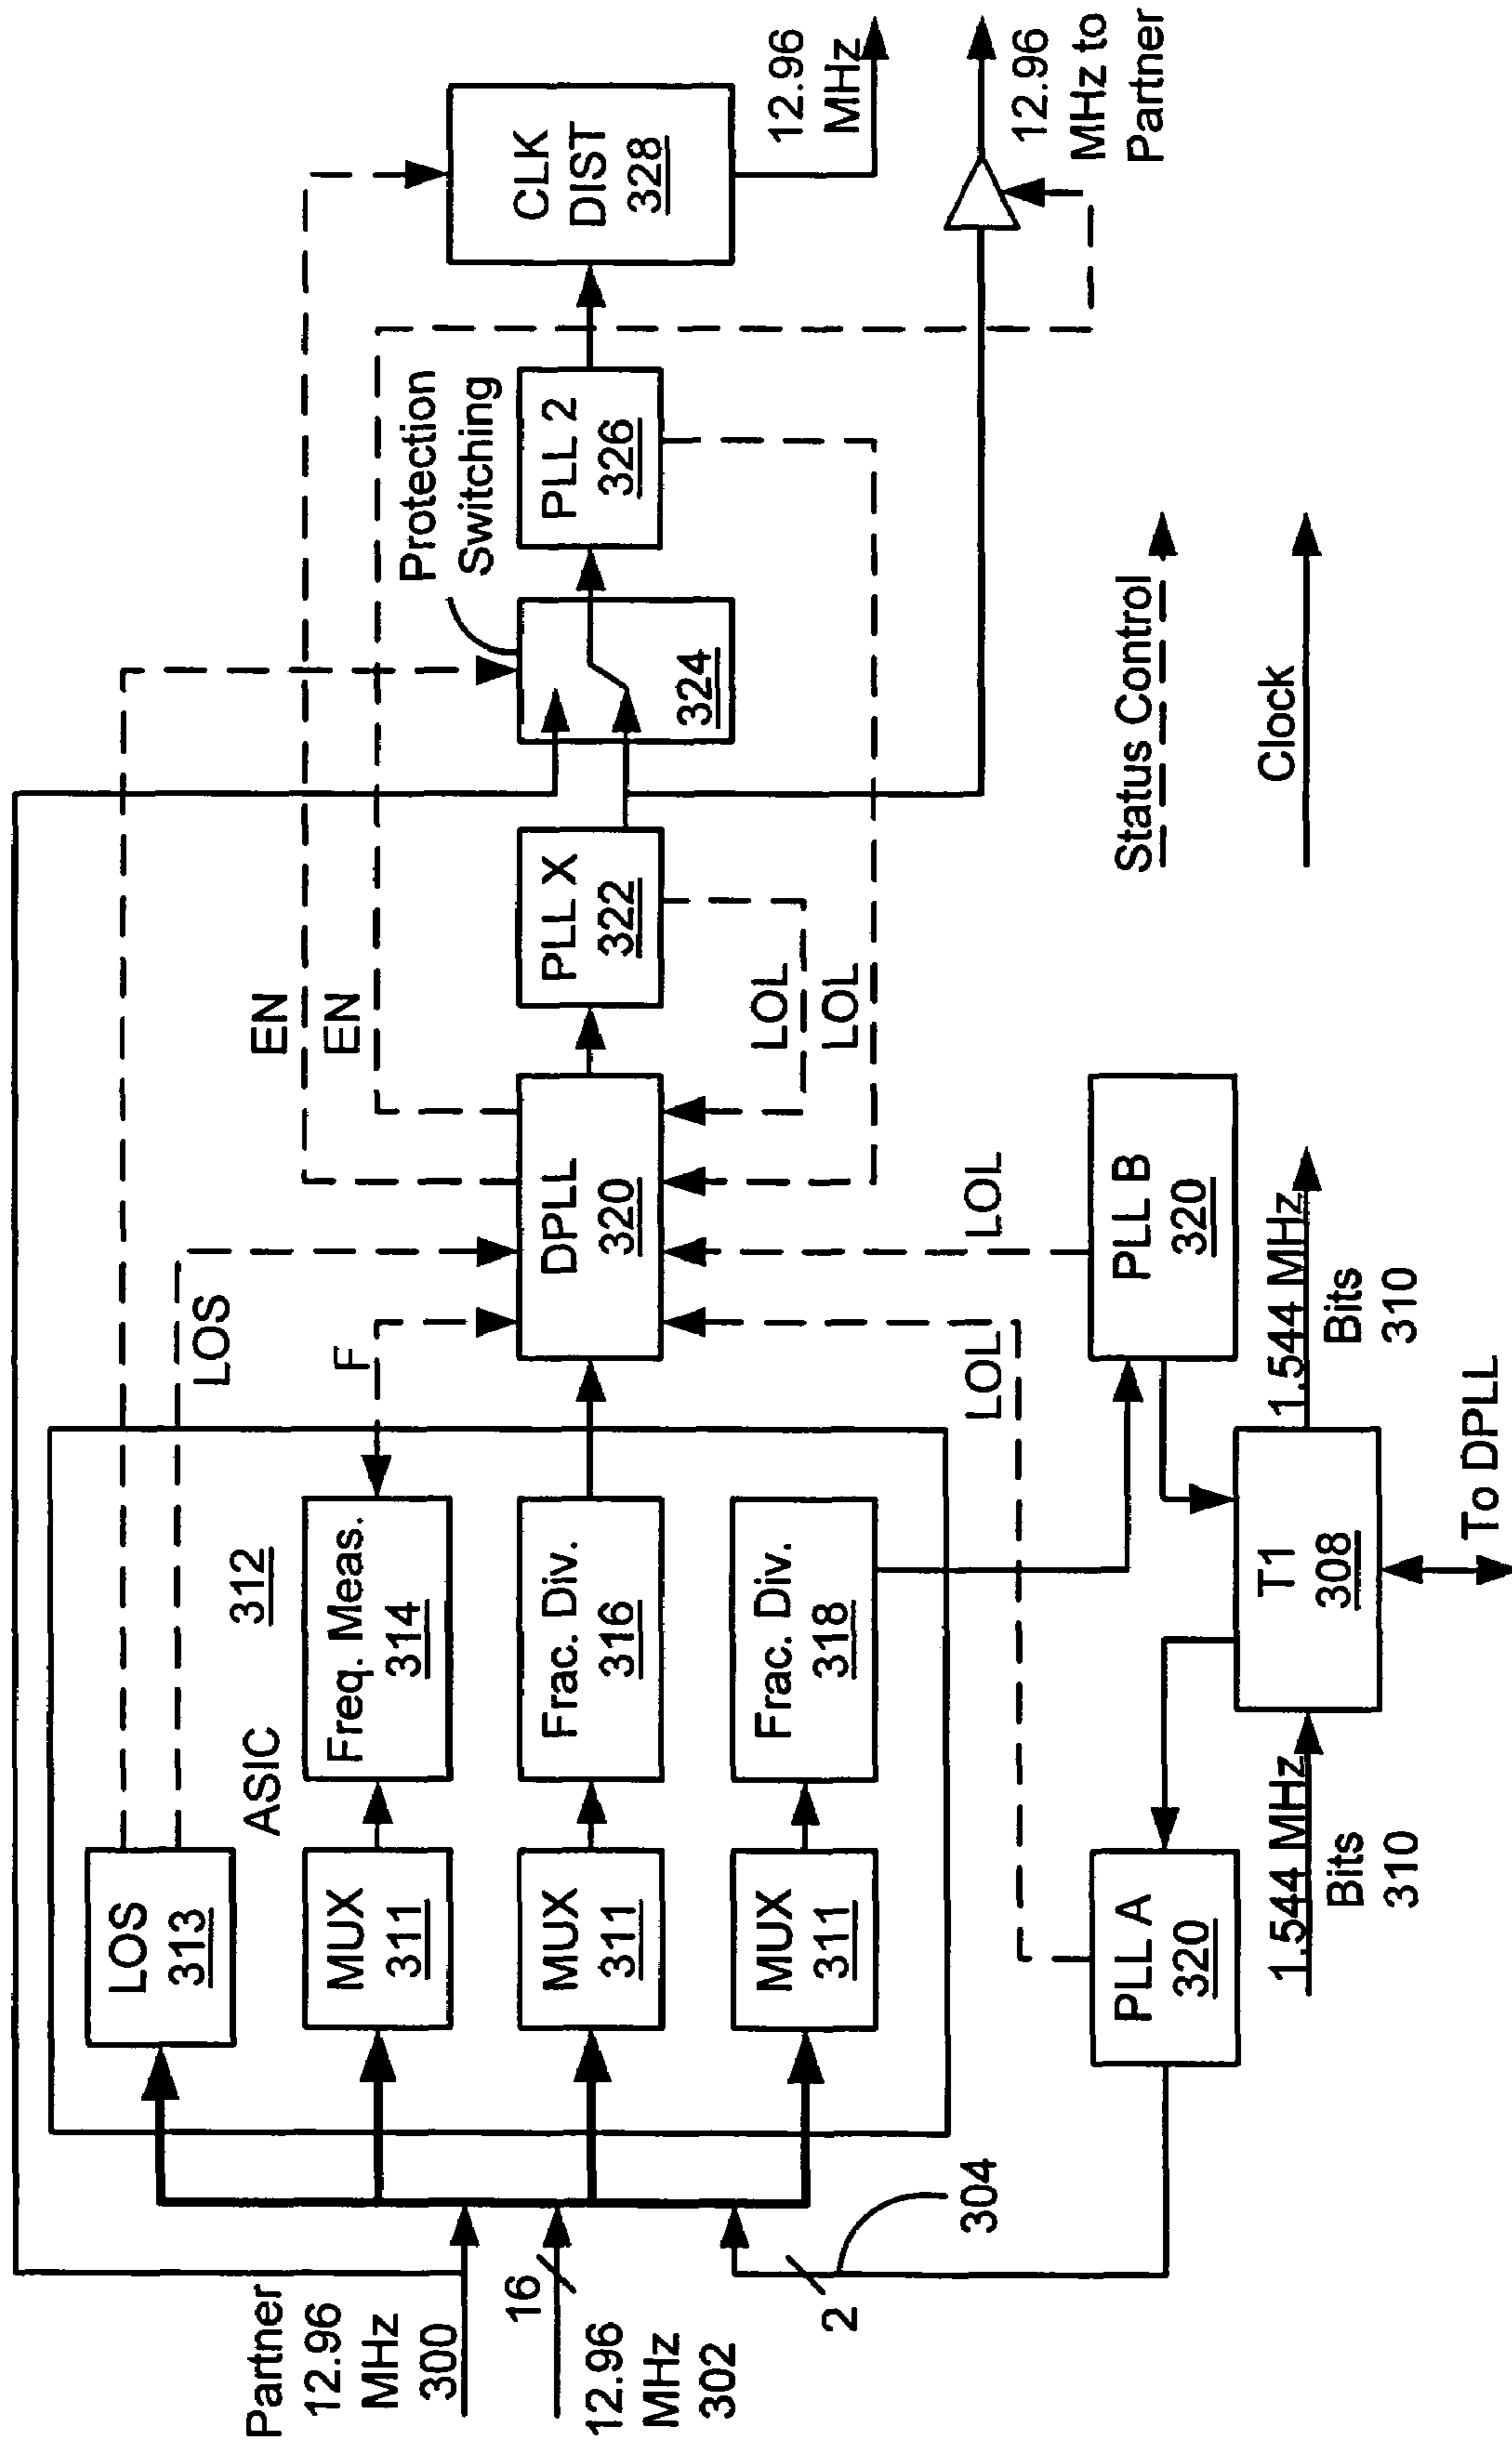 Partner
12.96
MHz
300
16
12.96
MHz
302
2
304
LOS
313
MUX
311
MUX
311
MUX
311
ASIC
312
Freq. Meas.
314
Frac. Div.
316
Frac. Div.
318
LOS
F
EN
EN
DPLL
320
LOL
LOL
LOL
LOL
PLL X
322
324
Protection
Switching
PLL 2
326
CLK
DIST
328
12.96
MHz
12.96
MHz to
Partner
PLL A
320
PLL B
320
T1
308
1.544 MHz
Bits
310
1.544 MHz
Bits
310
To DPLL
Status Control
Clock